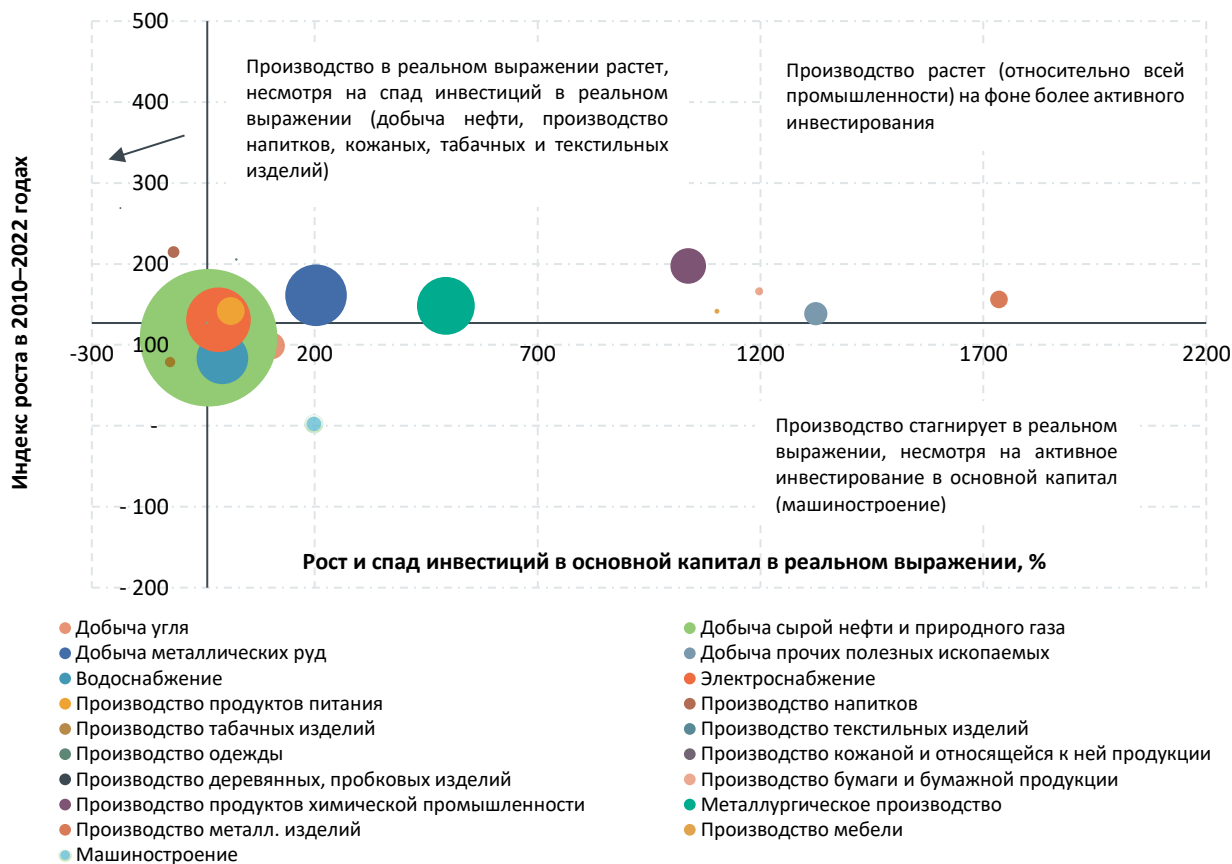 500
400
300
200
100
-
- 100
- 200
Индекс роста в 2010–2022 годах
Производство в реальном выражении растет,
несмотря на спад инвестиций в реальном
выражении (добыча нефти, производство
напитков, кожаных, табачных и текстильных
изделий)
Производство растет (относительно всей
промышленности) на фоне более активного
инвестирования
-300
200
700
1200
1700
2200
Производство стагнирует в реальном
выражении, несмотря на активное
инвестирование в основной капитал
(машиностроение)
Рост и спад инвестиций в основной капитал в реальном выражении, %
Добыча угля
Добыча сырой нефти и природного газа
Добыча металлических руд
Добыча прочих полезных ископаемых
Водоснабжение
Электроснабжение
Производство продуктов питания
Производство напитков
Производство табачных изделий
Производство текстильных изделий
Производство одежды
Производство кожаной и относящейся к ней продукции
Производство деревянных, пробковых изделий
Производство бумаги и бумажной продукции
Производство продуктов химической промышленности
Металлургическое производство
Производство металл. изделий
Производство мебели
Машиностроение